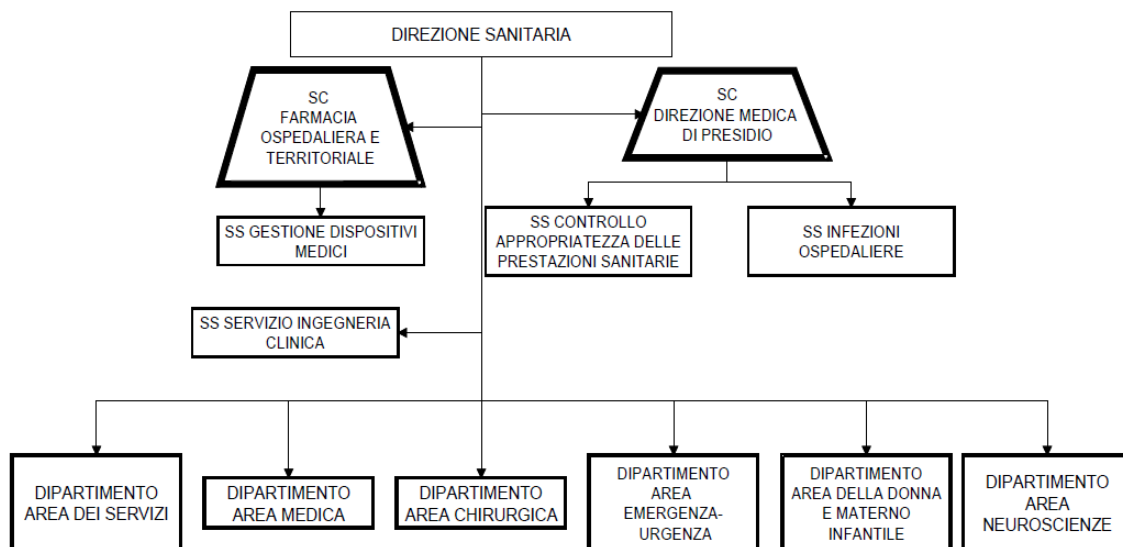 DIREZIONE SANITARIA
SC
FARMACIA
OSPEDALIERA E
TERRITORIALE
SC
DIREZIONE MEDICA
DI PRESIDIO
SS GESTIONE DISPOSITIVI
MEDICI
SS CONTROLLO
APPROPRIATEZZA DELLE
PRESTAZIONI SANITARIE
SS INFEZIONI
OSPEDALIERE
SS SERVIZIO INGEGNERIA
CLINICA
DIPARTIMENTO
AREA DEI SERVIZI
DIPARTIMENTO
AREA MEDICA
DIPARTIMENTO
AREA CHIRURGICA
DIPARTIMENTO
AREA
EMERGENZA-
URGENZA
DIPARTIMENTO
AREA DELLA DONNA
E MATERNO
INFANTILE
DIPARTIMENTO
AREA
NEUROSCIENZE